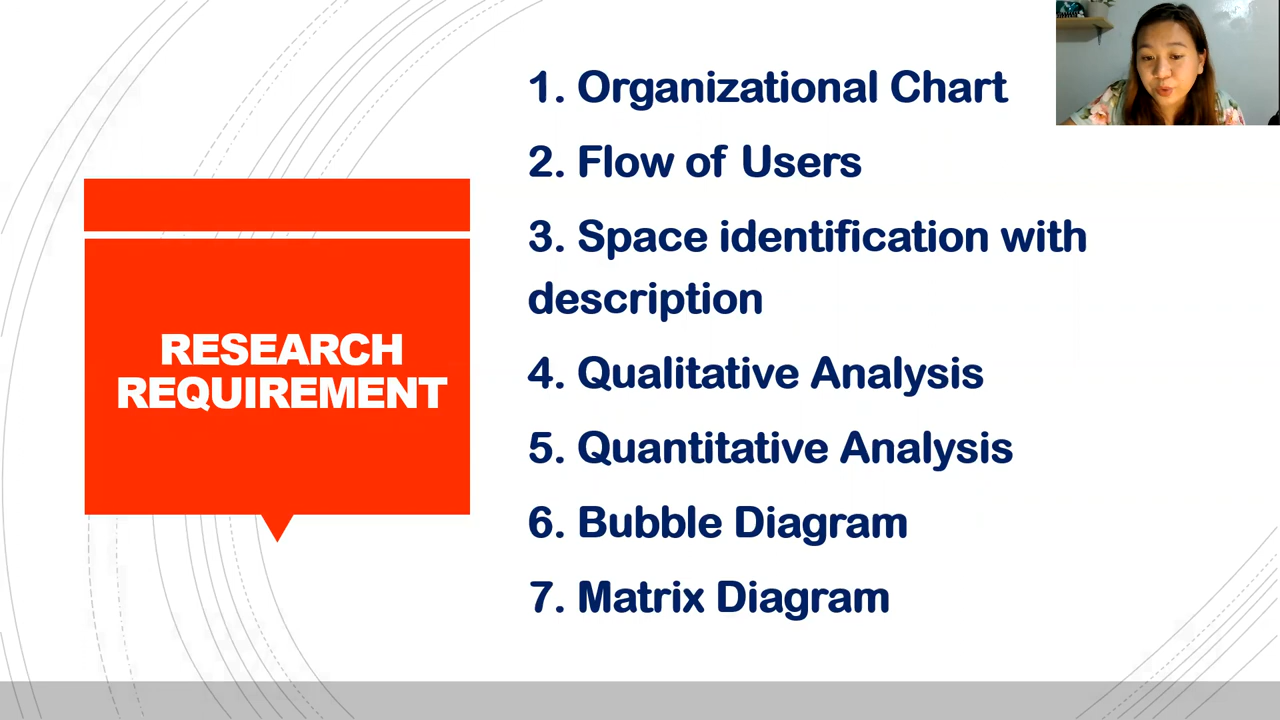 RESEARCH
REQUIREMENT
1. Organizational Chart
2. Flow of Users
3. Space identification with
description
4. Qualitative Analysis
5. Quantitative Analysis
6. Bubble Diagram
7. Matrix Diagram